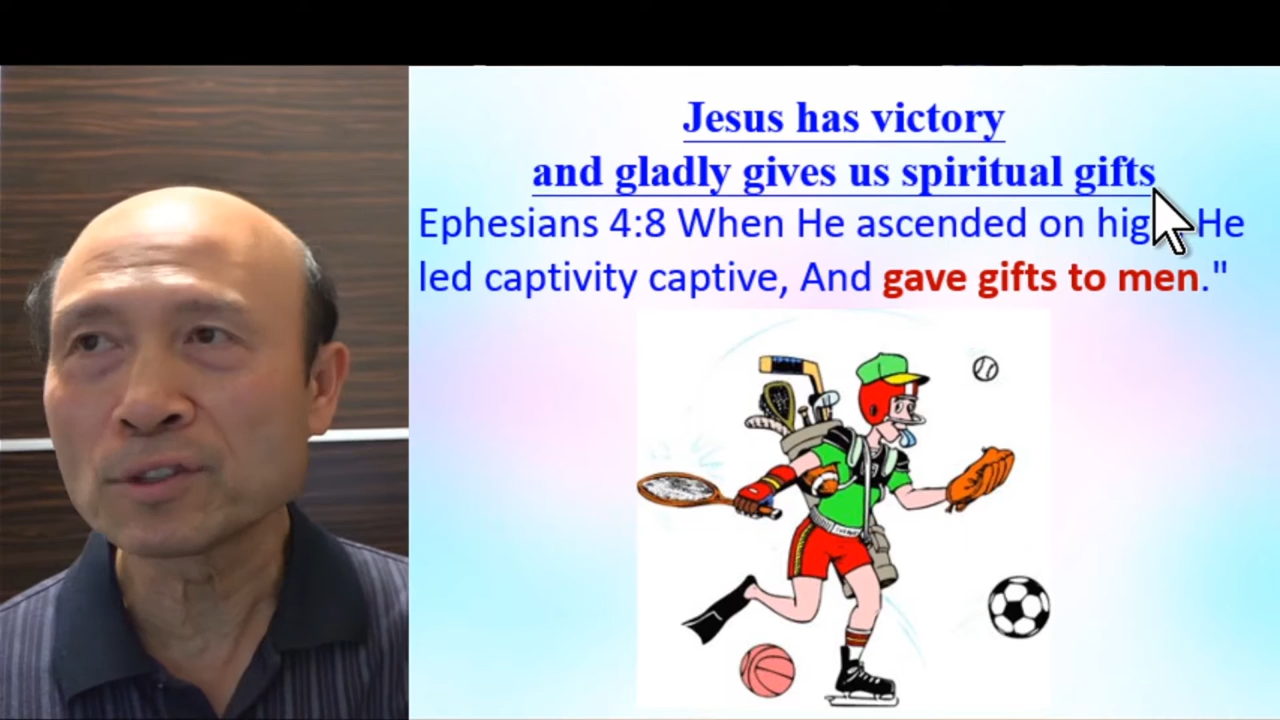 Jesus has victory
and gladly gives us spiritual gifts
Ephesians 4:8 When He ascended on He
led captivity captive, And gave gifts to men."